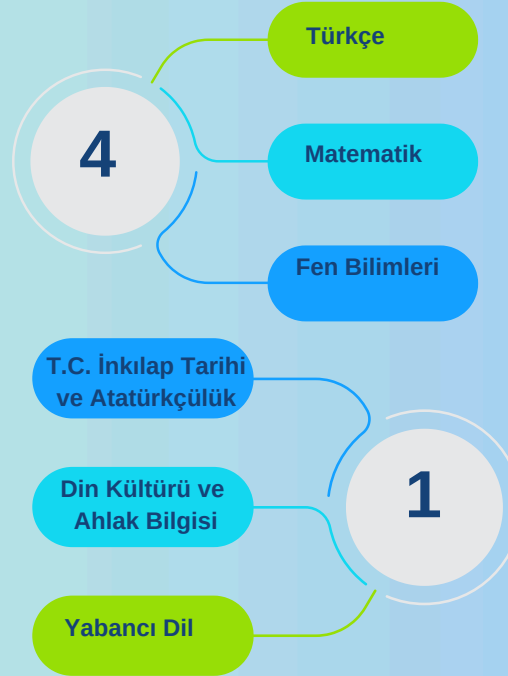 4
Türkçe
Matematik
Fen Bilimleri
T.C. İnkılap Tarihi
ve Atatürkçülük
Din Kültürü ve
Ahlak Bilgisi
Yabancı Dil
1